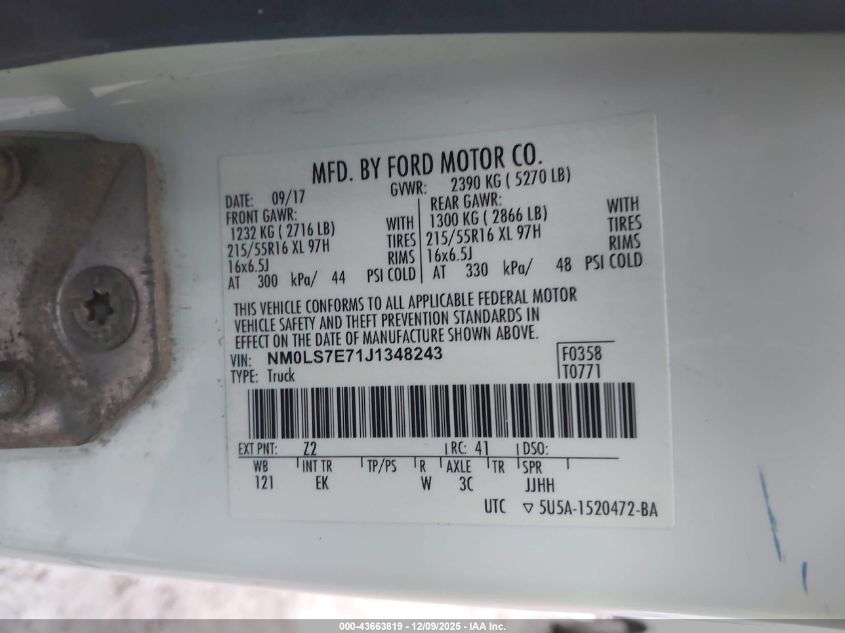 MFD. BY FORD MOTOR CO.
DATE: 09/17 GVWR: 2390 KG ( 5270 LB)
FRONT GAWR: REAR GAWR:
1232 KG ( 2716 LB) WITH 1300 KG ( 2866 LB) WITH
215/55R16 XL 97H TIRES 215/55R16 XL 97H TIRES
16x6.5J RIMS 16x6.5J RIMS
AT 300 kPa/ 44 PSI COLD AT 330 kPa/ 48 PSI COLD
THIS VEHICLE CONFORMS TO ALL APPLICABLE FEDERAL MOTOR
VEHICLE SAFETY AND THEFT PREVENTION STANDARDS IN
EFFECT ON THE DATE OF MANUFACTURE SHOWN ABOVE.
VIN: NM0LS7E71J1348243 F0358
TYPE: Truck T0771
EXT PNT: Z2 RC: 41 DSO:
WB INT TR TP/PS R AXLE TR SPR
121 EK W 3C JJHH
UTC ▽ 5U5A-1520472-BA
000-43663819 - 12/09/2025 - IAA Inc.